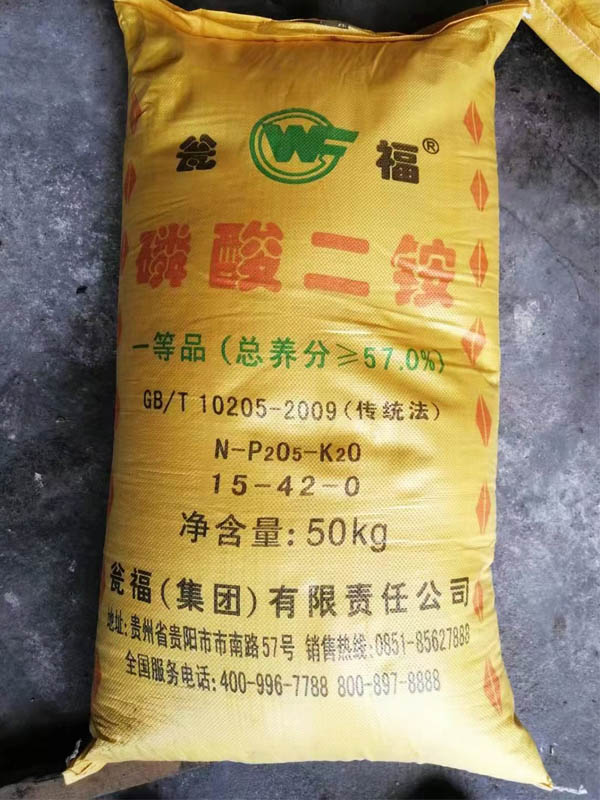 瓮 WF 福®
磷酸二铵
一等品(总养分≥57.0%)
GB/T 10205-2009(传统法)
N-P₂O₅-K₂O
15-42-0
净含量:50kg
瓮福(集团)有限责任公司
地址:贵州省贵阳市市南路57号 销售热线:0851-85627888
全国服务电话:400-996-7788 800-897-8888